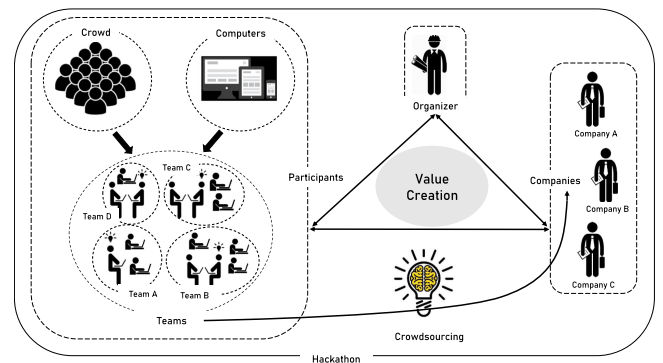 Crowd
Computers
Organizer
Company A
Team C
Participants
Value
Creation
Companies
Team D
Company B
Team A
Team B
Company C
Teams
Crowdsourcing
Hackathon